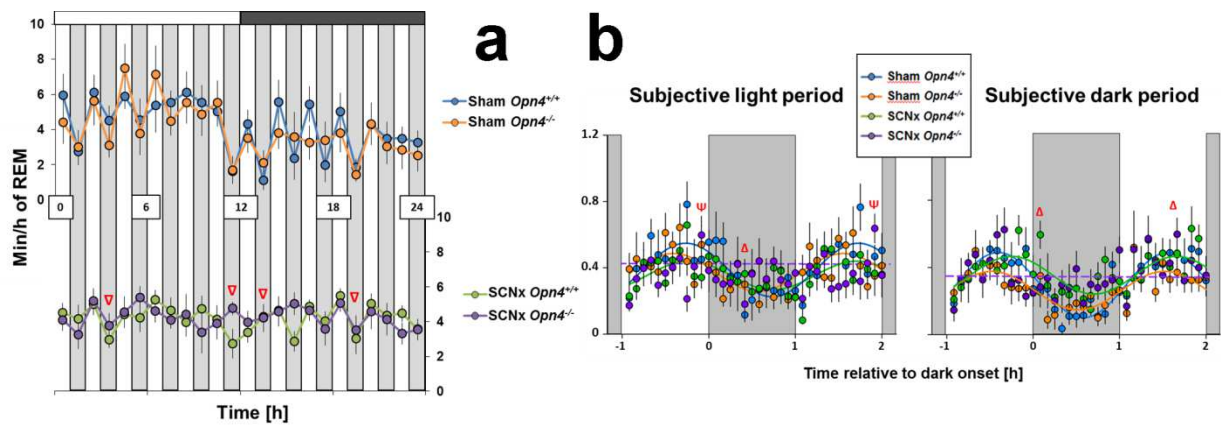 a
b
10
8
6
4
2
0
Min/h of REM
0
6
12
18
24
10
8
6
4
2
0
Time [h]
Sham Opn4+/+
Sham Opn4-/-
SCNx Opn4+/+
SCNx Opn4-/-
Sham Opn4+/+
Sham Opn4-/-
SCNx Opn4+/+
SCNx Opn4-/-
Subjective light period
Subjective dark period
1.2
0.8
0.4
0
Ψ
Ψ
Δ
Δ
Δ
-1
0
1
2
-1
0
1
2
Time relative to dark onset [h]